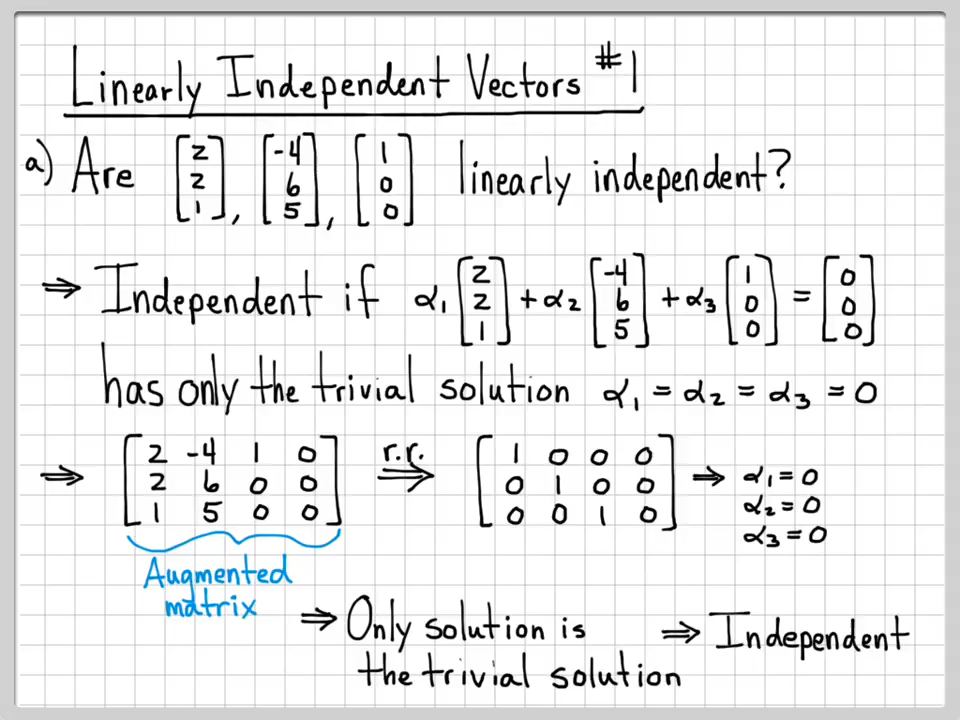 Linearly Independent Vectors #1
a) Are [2 2 1], [-4 6 5], [1 0 0] linearly independent?
⇒ Independent if α1 [2 2 1] + α2 [-4 6 5] + α3 [1 0 0] = [0 0 0]
has only the trivial solution α1 = α2 = α3 = 0
⇒ [2 -4 1 0 r.r. ⇒ [1 0 0 0 ⇒ α1 = 0
2 6 0 0 0 1 0 0 α2 = 0
1 5 0 0] 0 0 1 0] α3 = 0
Augmented
matrix
⇒ Only solution is ⇒ Independent
the trivial solution